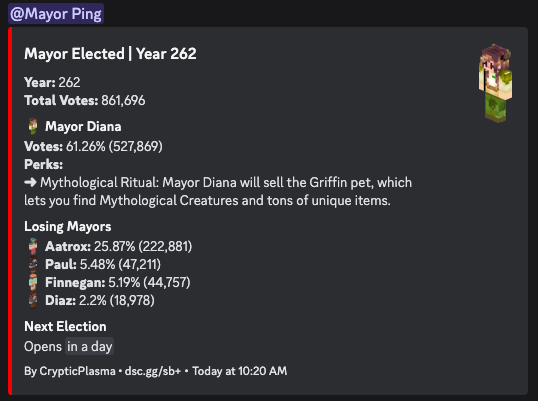 @Mayor Ping
Mayor Elected | Year 262
Year: 262
Total Votes: 861,696
Mayor Diana
Votes: 61.26% (527,869)
Perks:
➜ Mythological Ritual: Mayor Diana will sell the Griffin pet, which
lets you find Mythological Creatures and tons of unique items.
Losing Mayors
Aatrox: 25.87% (222,881)
Paul: 5.48% (47,211)
Finnegan: 5.19% (44,757)
Diaz: 2.2% (18,978)
Next Election
Opens in a day
By CrypticPlasma • dsc.gg/sb+ • Today at 10:20 AM